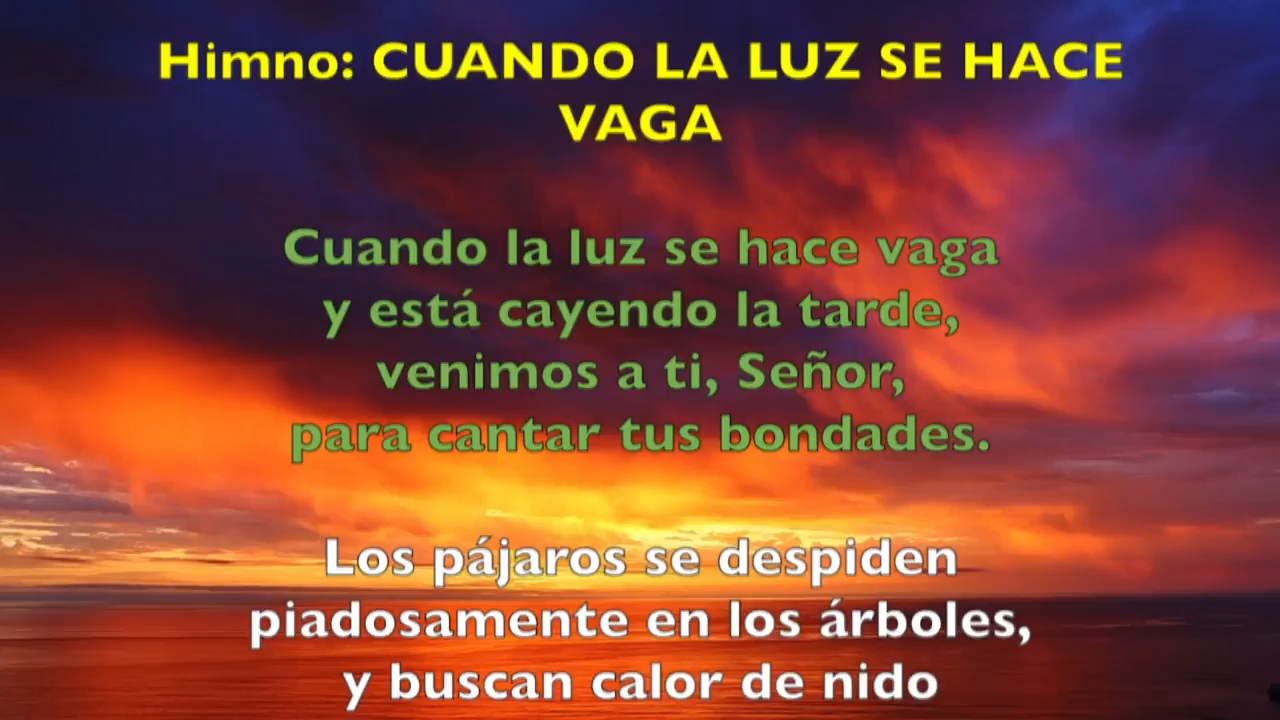 Himno: CUANDO LA LUZ SE HACE
VAGA
Cuando la luz se hace vaga
y está cayendo la tarde,
venimos a ti, Señor,
para cantar tus bondades.
Los pájaros se despiden
piadosamente en los árboles,
y buscan calor de nido